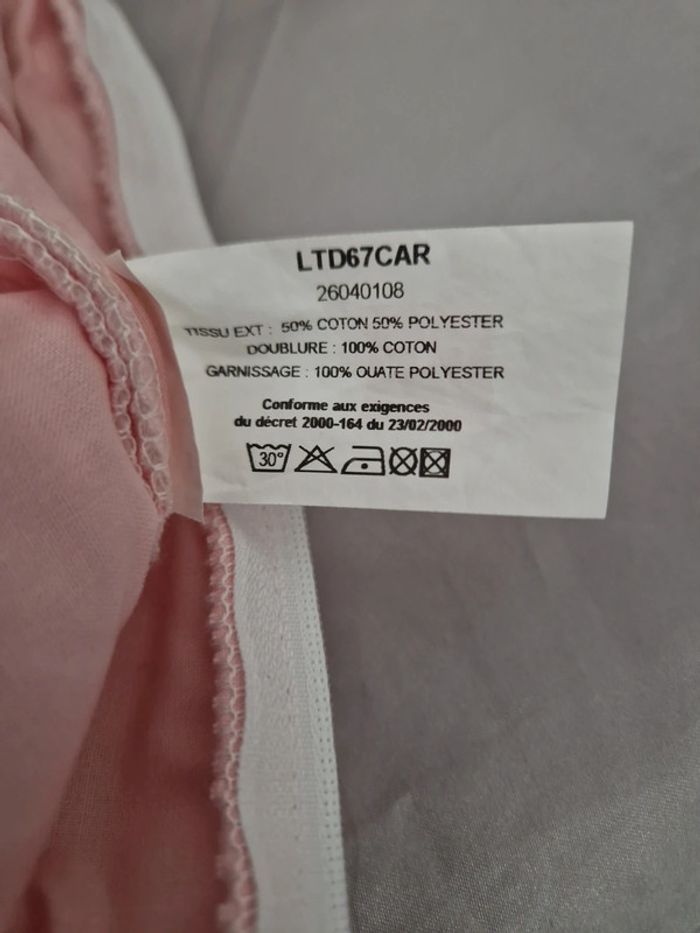 LTD67CAR
26040108
TISSU EXT : 50% COTON 50% POLYESTER
DOUBLURE : 100% COTON
GARNISSAGE : 100% OUATE POLYESTER
Conforme aux exigences
du décret 2000-164 du 23/02/2000
30°